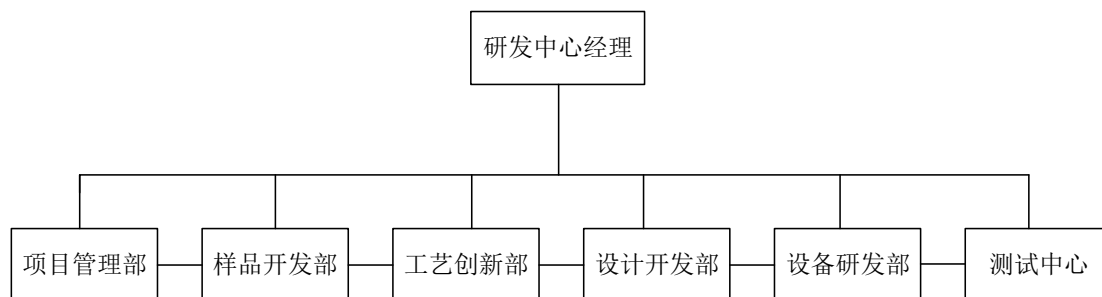 研发中心经理
项目管理部
样品开发部
工艺创新部
设计开发部
设备研发部
测试中心